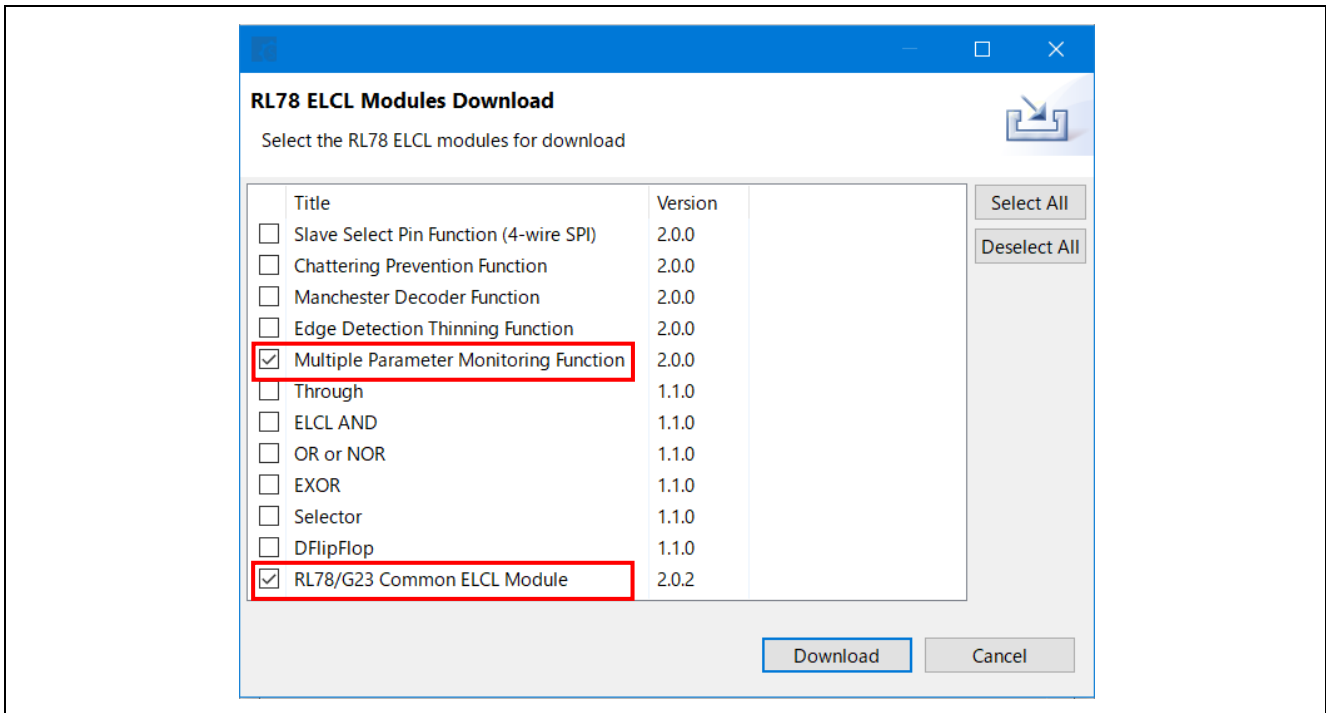 RL78 ELCL Modules Download
Select the RL78 ELCL modules for download
Title Version
Select All
Slave Select Pin Function (4-wire SPI) 2.0.0
Deselect All
Chattering Prevention Function 2.0.0
Manchester Decoder Function 2.0.0
Edge Detection Thinning Function 2.0.0
Multiple Parameter Monitoring Function 2.0.0
Through 1.1.0
ELCL AND 1.1.0
OR or NOR 1.1.0
EXOR 1.1.0
Selector 1.1.0
DFlipFlop 1.1.0
RL78/G23 Common ELCL Module 2.0.2
Download Cancel